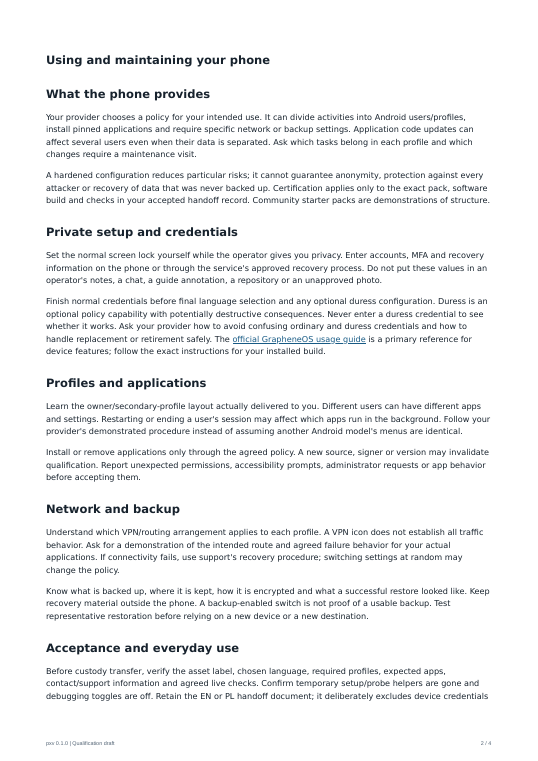 Using and maintaining your phone
What the phone provides
Your provider chooses a policy for your intended use. It can divide activities into Android users/profiles,
install pinned applications and require specific network or backup settings. Application code updates can
affect several users even when their data is separated. Ask which tasks belong in each profile and which
changes require a maintenance visit.
A hardened configuration reduces particular risks; it cannot guarantee anonymity, protection against every
attacker or recovery of data that was never backed up. Certification applies only to the exact pack, software
build and checks in your accepted handoff record. Community starter packs are demonstrations of structure.
Private setup and credentials
Set the normal screen lock yourself while the operator gives you privacy. Enter accounts, MFA and recovery
information on the phone or through the service's approved recovery process. Do not put these values in an
operator's notes, a chat, a guide annotation, a repository or an unapproved photo.
Finish normal credentials before final language selection and any optional duress configuration. Duress is an
optional policy capability with potentially destructive consequences. Never enter a duress credential to see
whether it works. Ask your provider how to avoid confusing ordinary and duress credentials and how to
handle replacement or retirement safely. The official GrapheneOS usage guide is a primary reference for
device features; follow the exact instructions for your installed build.
Profiles and applications
Learn the owner/secondary-profile layout actually delivered to you. Different users can have different apps
and settings. Restarting or ending a user's session may affect which apps run in the background. Follow your
provider's demonstrated procedure instead of assuming another Android model's menus are identical.
Install or remove applications only through the agreed policy. A new source, signer or version may invalidate
qualification. Report unexpected permissions, accessibility prompts, administrator requests or app behavior
before accepting them.
Network and backup
Understand which VPN/routing arrangement applies to each profile. A VPN icon does not establish all traffic
behavior. Ask for a demonstration of the intended route and agreed failure behavior for your actual
applications. If connectivity fails, use support's recovery procedure; switching settings at random may
change the policy.
Know what is backed up, where it is kept, how it is encrypted and what a successful restore looked like. Keep
recovery material outside the phone. A backup-enabled switch is not proof of a usable backup. Test
representative restoration before relying on a new device or a new destination.
Acceptance and everyday use
Before custody transfer, verify the asset label, chosen language, required profiles, expected apps,
contact/support information and agreed live checks. Confirm temporary setup/probe helpers are gone and
debugging toggles are off. Retain the EN or PL handoff document; it deliberately excludes device credentials
pxv 0.1.0 | Qualification draft
2 / 4